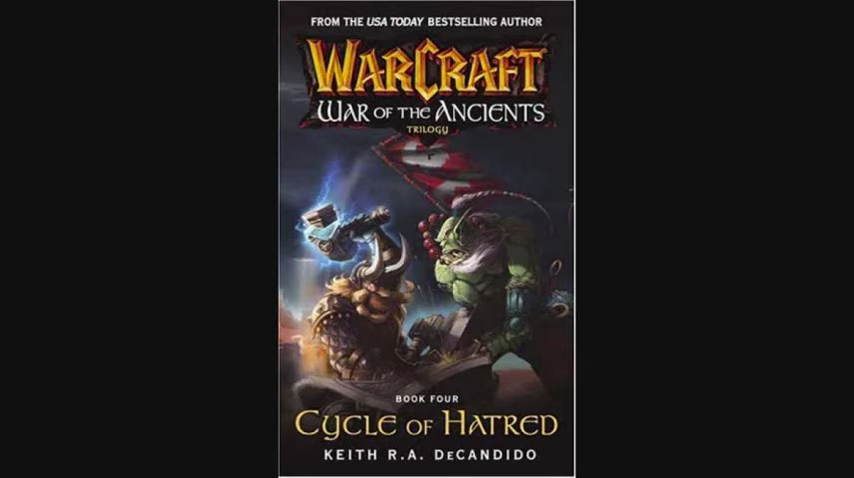 FROM THE USA TODAY BESTSELLING AUTHOR
WARCRAFT
WAR OF THE ANCIENTS
TRILOGY
BOOK FOUR
CYCLE OF HATRED
KEITH R.A. DECANDIDO